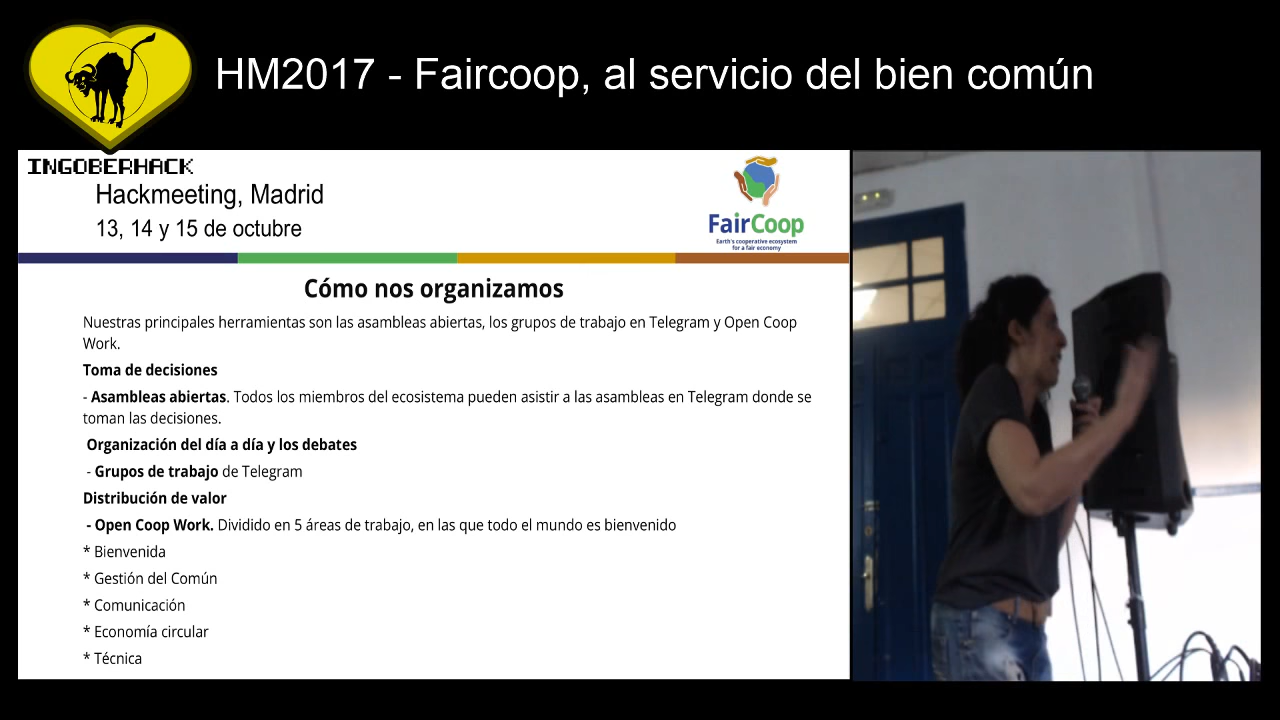 HM2017 - Faircoop, al servicio del bien común
INGOBERHACK
Hackmeeting, Madrid
13, 14 y 15 de octubre
FairCoop
Earth's cooperative ecosystem
for a fair economy
Cómo nos organizamos
Nuestras principales herramientas son las asambleas abiertas, los grupos de trabajo en Telegram y Open Coop
Work.
Toma de decisiones
- Asambleas abiertas. Todos los miembros del ecosistema pueden asistir a las asambleas en Telegram donde se
toman las decisiones.
Organización del día a día y los debates
- Grupos de trabajo de Telegram
Distribución de valor
- Open Coop Work. Dividido en 5 áreas de trabajo, en las que todo el mundo es bienvenido
* Bienvenida
* Gestión del Común
* Comunicación
* Economía circular
* Técnica